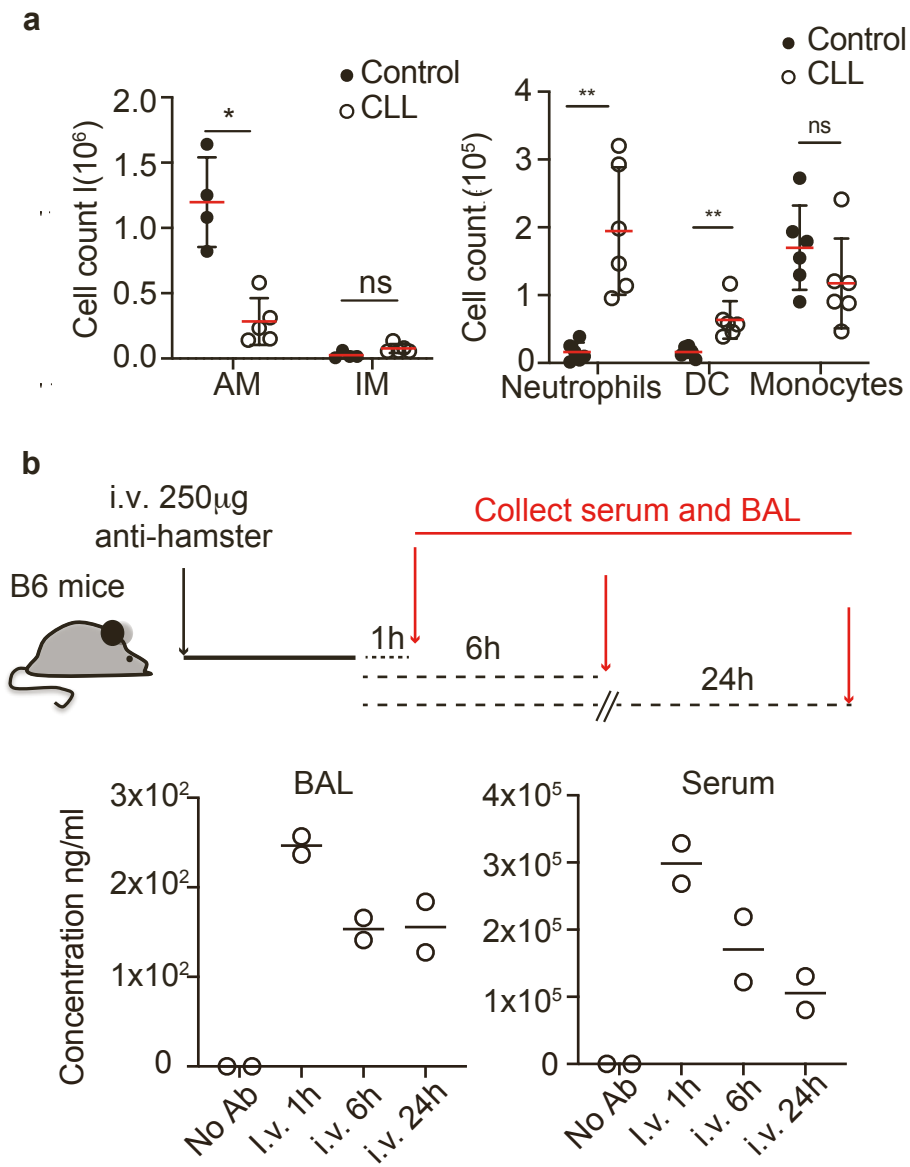 a
Control
CLL
Control
CLL
Cell count I(10⁶)
2.0
1.5
1.0
0.5
0.0
*
ns
AM
IM
Cell count (10⁵)
4
3
2
1
0
**
**
ns
Neutrophils
DC
Monocytes
b
i.v. 250μg
anti-hamster
Collect serum and BAL
B6 mice
1h
6h
24h
Concentration ng/ml
BAL
3x10²
2x10²
1x10²
0
No Ab
I.v. 1h
i.v. 6h
i.v. 24h
Serum
4x10⁵
3x10⁵
2x10⁵
1x10⁵
0
No Ab
I.v. 1h
i.v. 6h
i.v. 24h